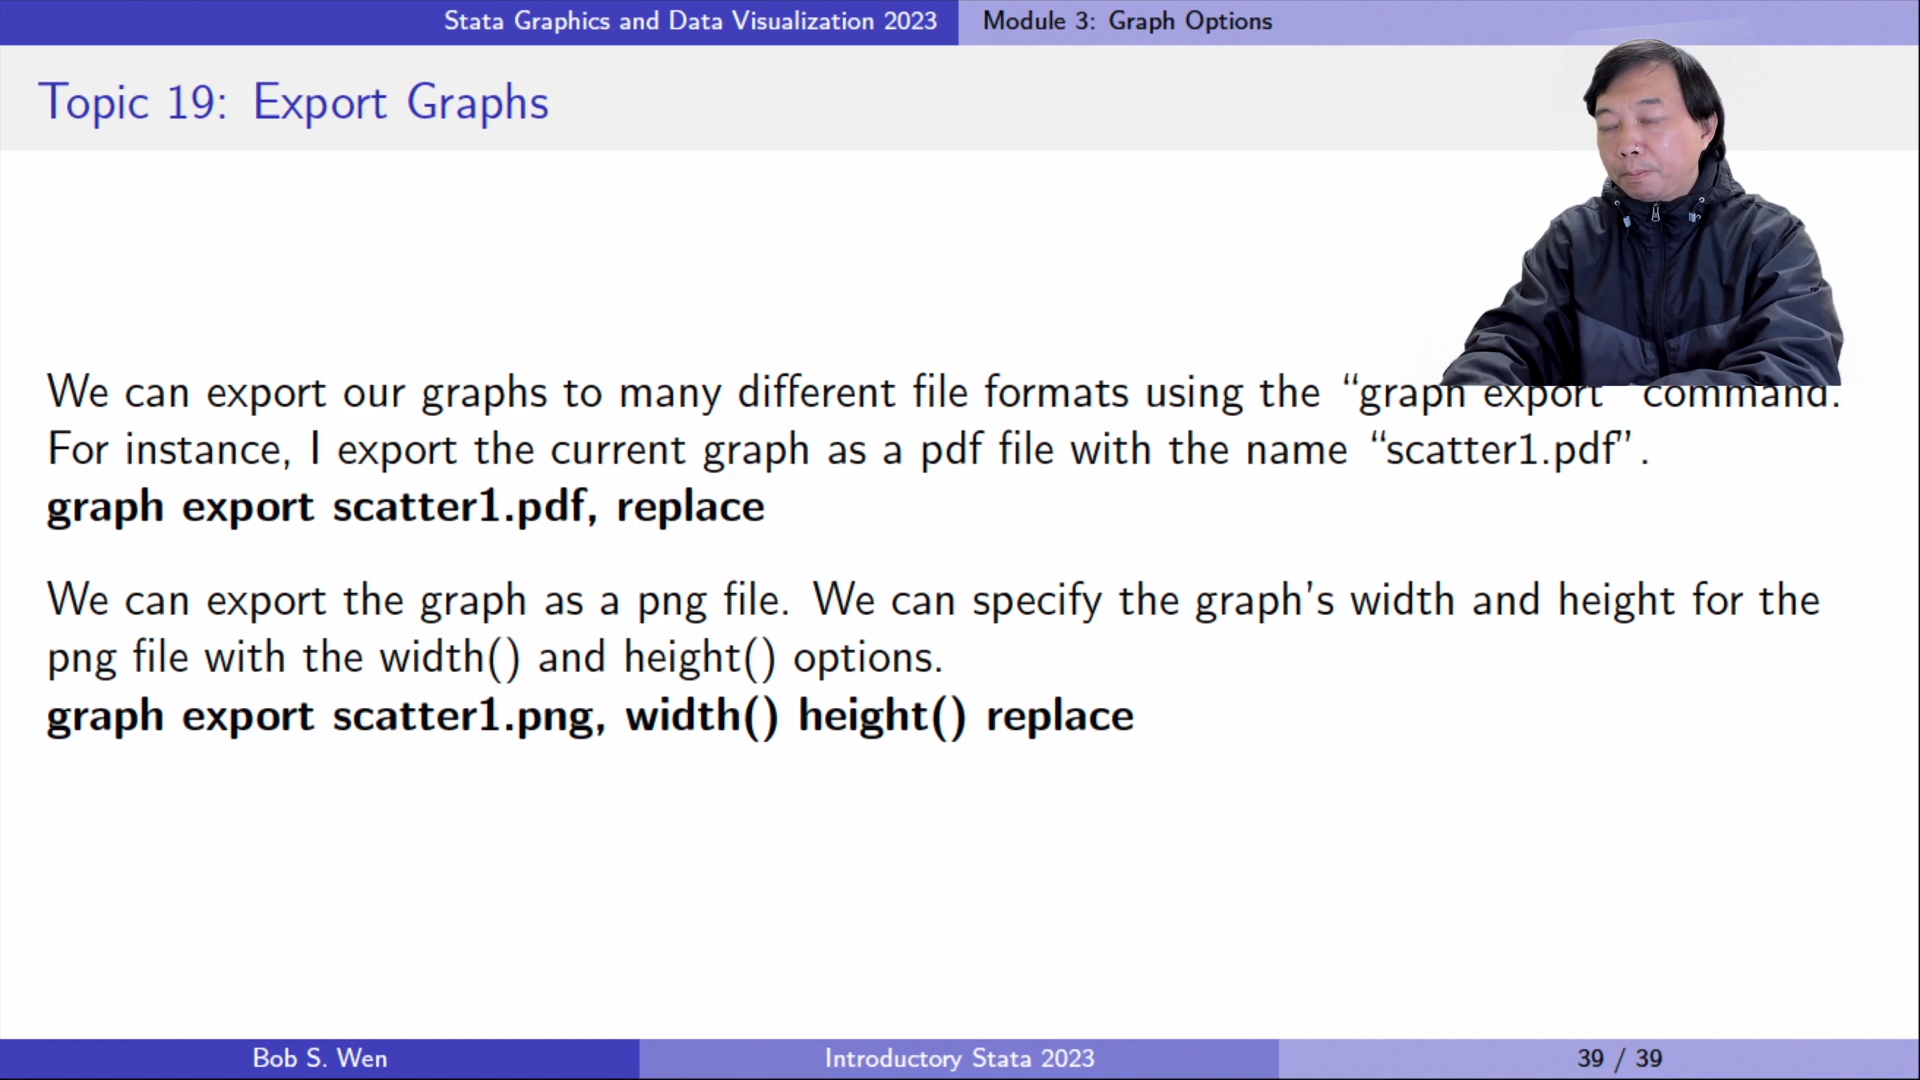 Stata Graphics and Data Visualization 2023
Module 3: Graph Options
Topic 19: Export Graphs
We can export our graphs to many different file formats using the “graph export” command.
For instance, I export the current graph as a pdf file with the name “scatter1.pdf”.
graph export scatter1.pdf, replace
We can export the graph as a png file. We can specify the graph's width and height for the
png file with the width() and height() options.
graph export scatter1.png, width() height() replace
Bob S. Wen
Introductory Stata 2023
39 / 39